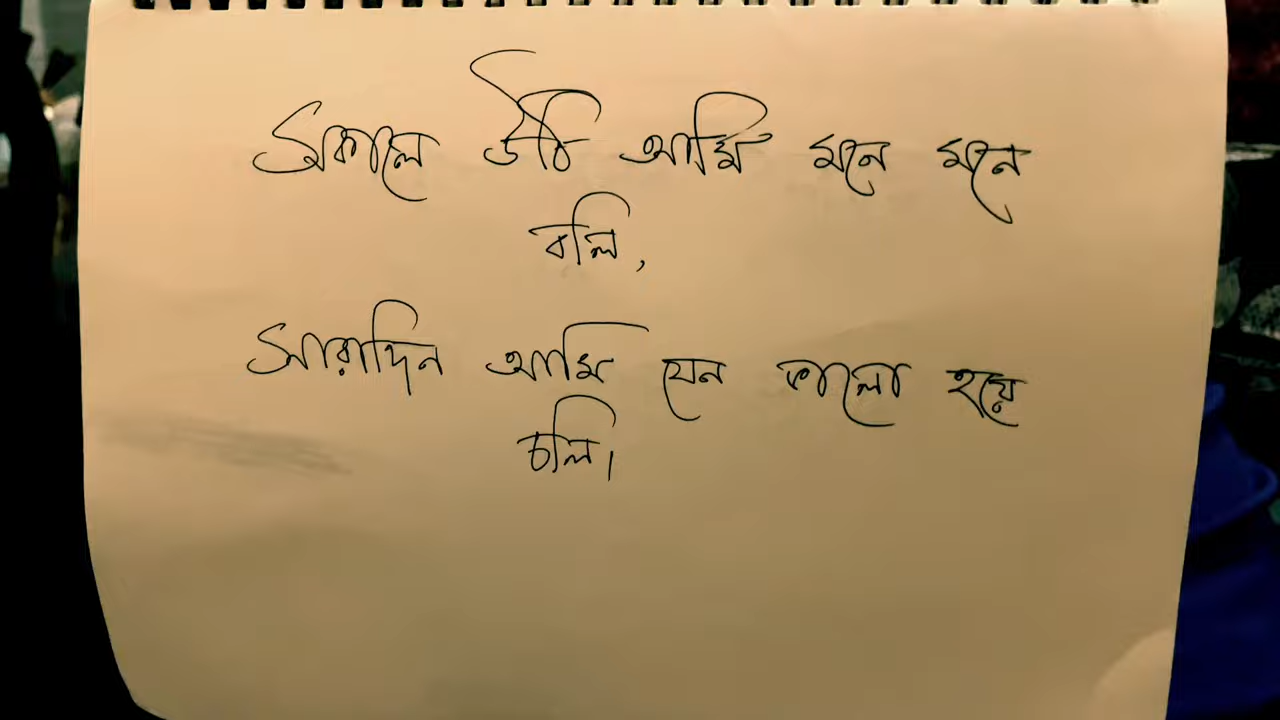 সকালে উঠি আমি মনে মনে
বলি,
সারাদিন আমি যেন ভালো হয়ে
চলি।